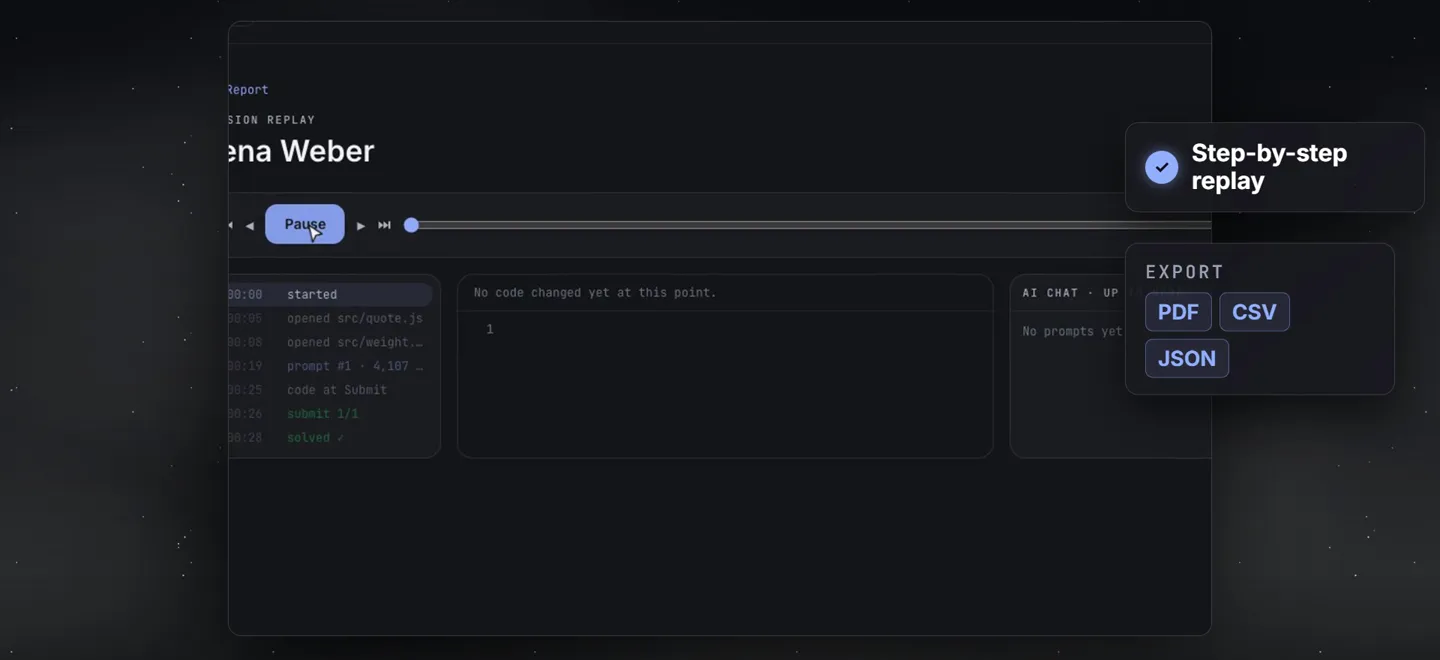 Report
SION REPLAY
ena Weber
Pause
00:00 started
00:05 opened src/quote.js
00:08 opened src/weight.…
00:19 prompt #1 · 4,107 …
00:25 code at Submit
00:26 submit 1/1
00:28 solved ✓
No code changed yet at this point.
1
AI CHAT · UP
No prompts yet
Step-by-step
replay
EXPORT
PDF CSV
JSON